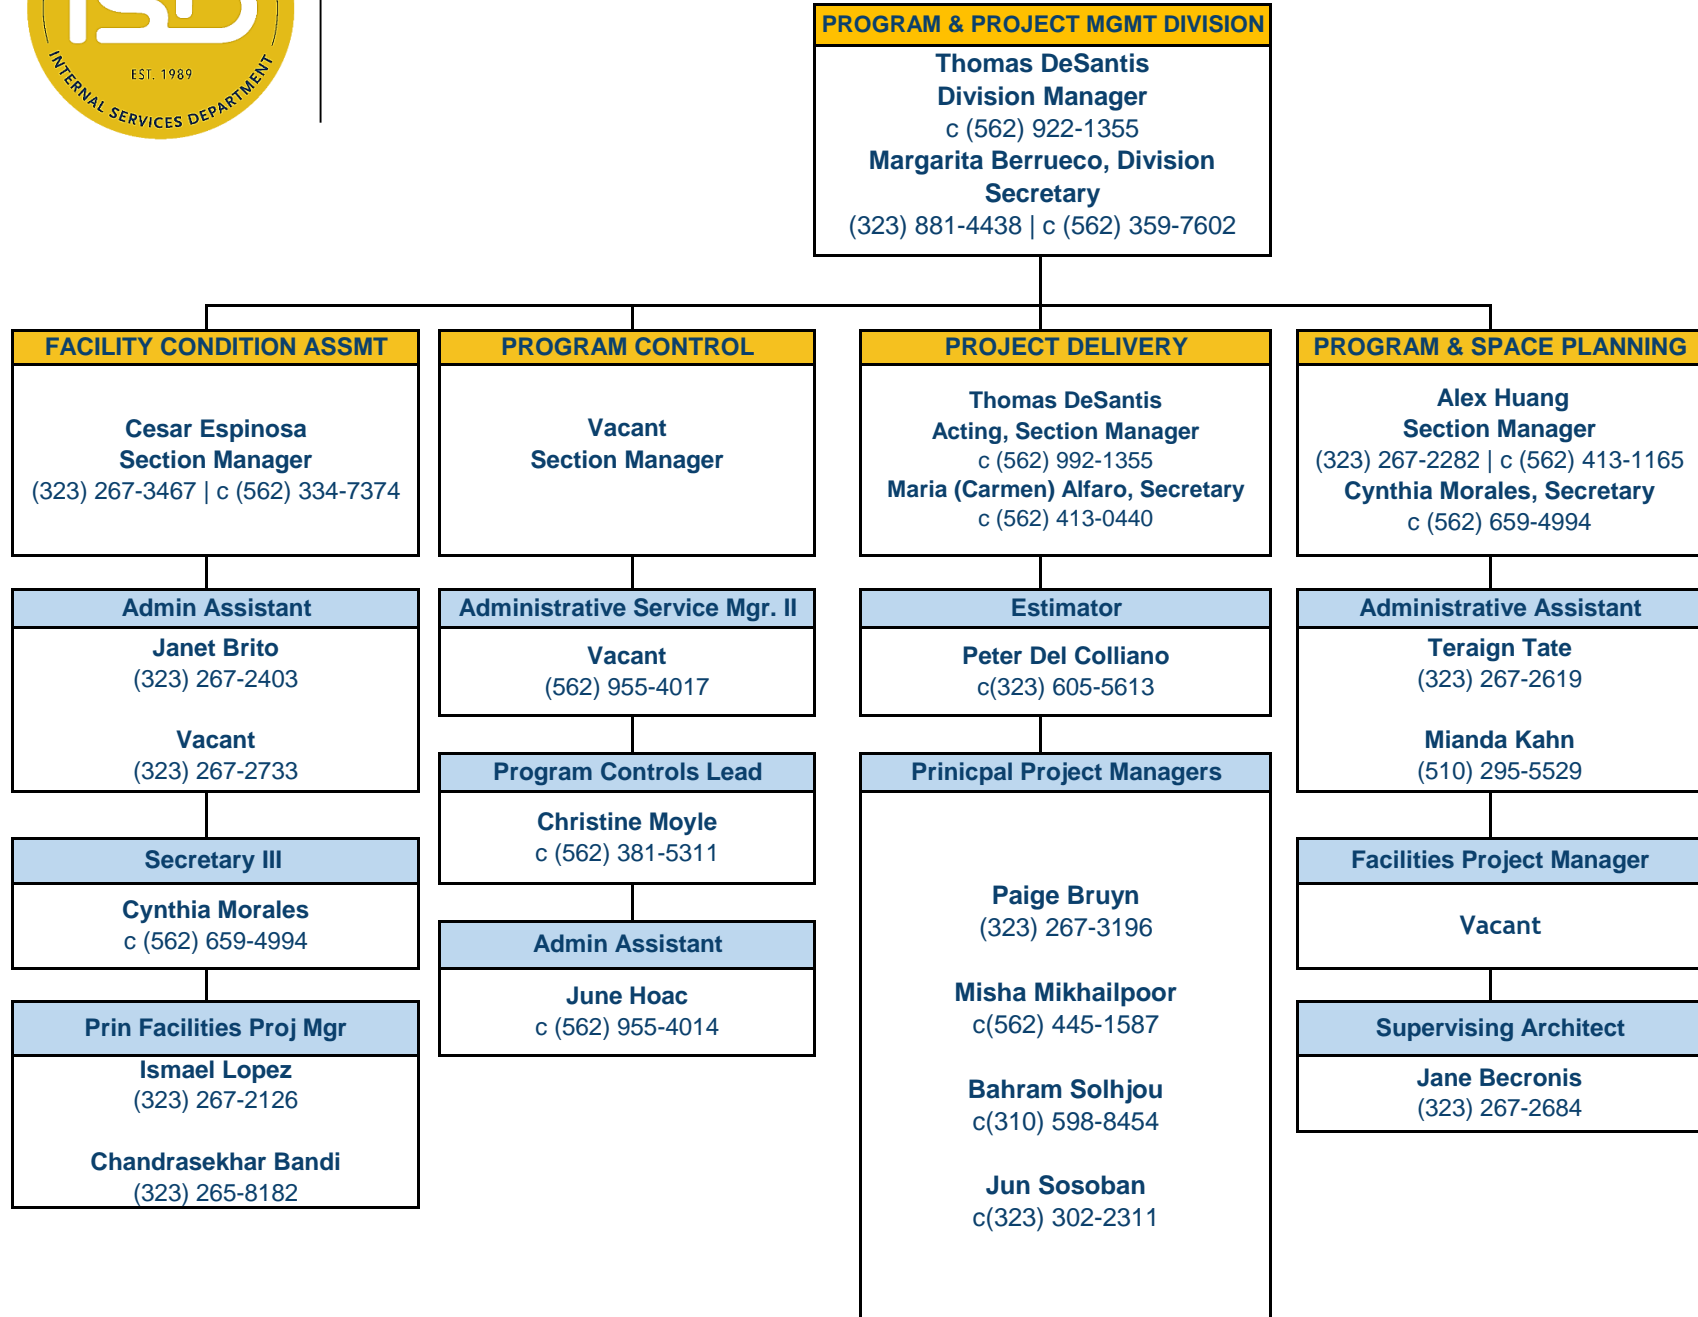 ISD
EST. 1989
INTERNAL SERVICES DEPARTMENT
PROGRAM & PROJECT MGMT DIVISION
Thomas DeSantis
Division Manager
c (562) 922-1355
Margarita Berrueco, Division
Secretary
(323) 881-4438 | c (562) 359-7602
FACILITY CONDITION ASSMT
Cesar Espinosa
Section Manager
(323) 267-3467 | c (562) 334-7374
Admin Assistant
Janet Brito
(323) 267-2403
Vacant
(323) 267-2733
Secretary III
Cynthia Morales
c (562) 659-4994
Prin Facilities Proj Mgr
Ismael Lopez
(323) 267-2126
Chandrasekhar Bandi
(323) 265-8182
PROGRAM CONTROL
Vacant
Section Manager
Administrative Service Mgr. II
Vacant
(562) 955-4017
Program Controls Lead
Christine Moyle
c (562) 381-5311
Admin Assistant
June Hoac
c (562) 955-4014
PROJECT DELIVERY
Thomas DeSantis
Acting, Section Manager
c (562) 992-1355
Maria (Carmen) Alfaro, Secretary
c (562) 413-0440
Estimator
Peter Del Colliano
c(323) 605-5613
Prinicpal Project Managers
Paige Bruyn
(323) 267-3196
Misha Mikhailpoor
c(562) 445-1587
Bahram Solhjou
c(310) 598-8454
Jun Sosoban
c(323) 302-2311
PROGRAM & SPACE PLANNING
Alex Huang
Section Manager
(323) 267-2282 | c (562) 413-1165
Cynthia Morales, Secretary
c (562) 659-4994
Administrative Assistant
Teraign Tate
(323) 267-2619
Mianda Kahn
(510) 295-5529
Facilities Project Manager
Vacant
Supervising Architect
Jane Becronis
(323) 267-2684